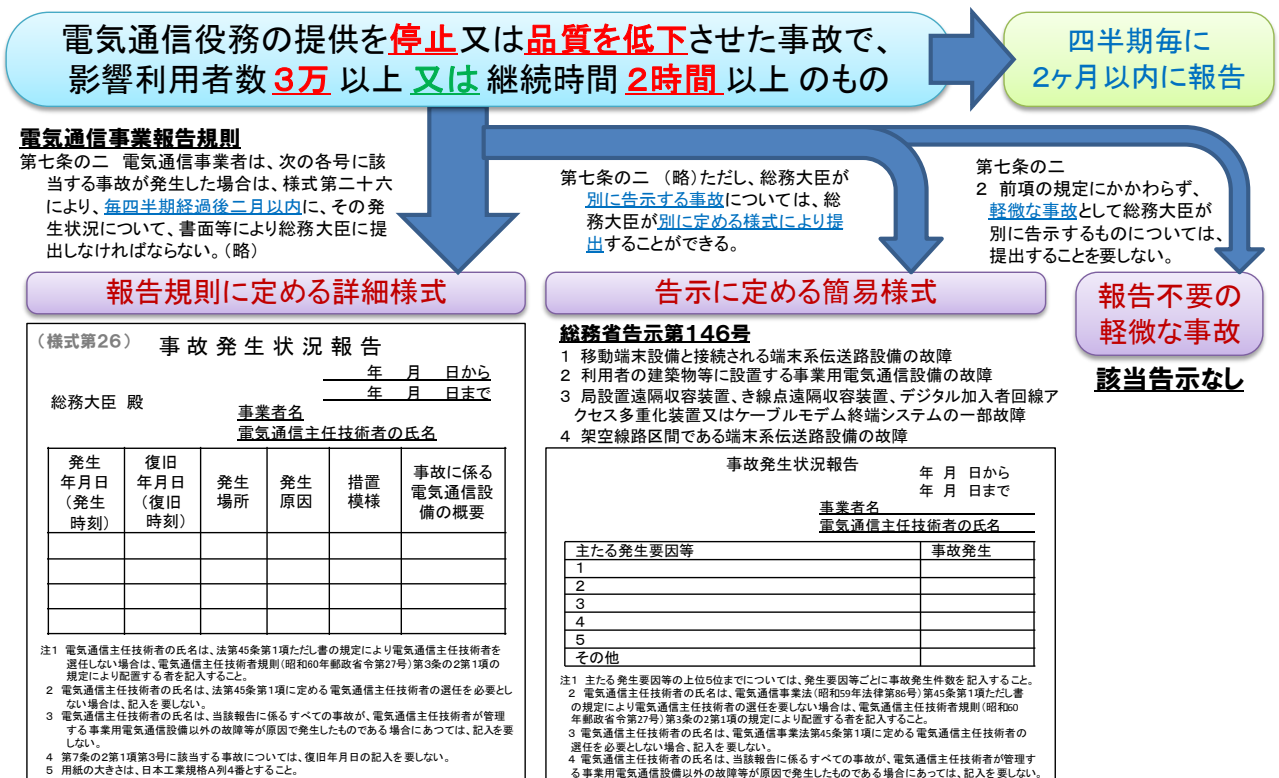 電気通信役務の提供を停止又は品質を低下させた事故で、
影響利用者数 3万 以上 又は 継続時間 2時間 以上 のもの
四半期毎に
2ヶ月以内に報告
電気通信事業報告規則
第七条の二 電気通信事業者は、次の各号に該
当する事故が発生した場合は、様式第二十六
により、毎四半期経過後二月以内に、その発
生状況について、書面等により総務大臣に提
出しなければならない。(略)
第七条の二 (略)ただし、総務大臣が
別に告示する事故については、総
務大臣が別に定める様式により提
出することができる。
第七条の二
2 前項の規定にかかわらず、
軽微な事故として総務大臣が
別に告示するものについては、
提出することを要しない。
報告規則に定める詳細様式
告示に定める簡易様式
報告不要の
軽微な事故
該当告示なし
(様式第26)
事故発生状況報告
年 月 日から
年 月 日まで
総務大臣 殿
事業者名
電気通信主任技術者の氏名
発生
年月日
(発生
時刻)
復旧
年月日
(復旧
時刻)
発生
場所
発生
原因
措置
模様
事故に係る
電気通信設
備の概要
注1 電気通信主任技術者の氏名は、法第45条第1項ただし書の規定により電気通信主任技術者を
選任しない場合は、電気通信主任技術者規則(昭和60年郵政省令第27号)第3条の2第1項の
規定により配置する者を記入すること。
2 電気通信主任技術者の氏名は、法第45条第1項に定める電気通信主任技術者の選任を必要とし
ない場合は、記入を要しない。
3 電気通信主任技術者の氏名は、当該報告に係るすべての事故が、電気通信主任技術者が管理
する事業用電気通信設備以外の故障等が原因で発生したものである場合にあつては、記入を要
しない。
4 第7条の2第1項第3号に該当する事故については、復旧年月日の記入を要しない。
5 用紙の大きさは、日本工業規格A列4番とすること。
総務省告示第146号
1 移動端末設備と接続される端末系伝送路設備の故障
2 利用者の建築物等に設置する事業用電気通信設備の故障
3 局設置遠隔収容装置、き線点遠隔収容装置、デジタル加入者回線ア
クセス多重化装置又はケーブルモデム終端システムの一部故障
4 架空線路区間である端末系伝送路設備の故障
事故発生状況報告
年 月 日から
年 月 日まで
事業者名
電気通信主任技術者の氏名
主たる発生要因等
事故発生
1
2
3
4
5
その他
注1 主たる発生要因等の上位5位までについては、発生要因等ごとに事故発生件数を記入すること。
2 電気通信主任技術者の氏名は、電気通信事業法(昭和59年法律第86号)第45条第1項ただし書
の規定により電気通信主任技術者の選任を要しない場合は、電気通信主任技術者規則(昭和60
年郵政省令第27号)第3条の2第1項の規定により配置する者を記入すること。
3 電気通信主任技術者の氏名は、電気通信事業法第45条第1項に定める電気通信主任技術者の
選任を必要としない場合、記入を要しない。
4 電気通信主任技術者の氏名は、当該報告に係るすべての事故が、電気通信主任技術者が管理す
る事業用電気通信設備以外の故障等が原因で発生したものである場合にあっては、記入を要しない。